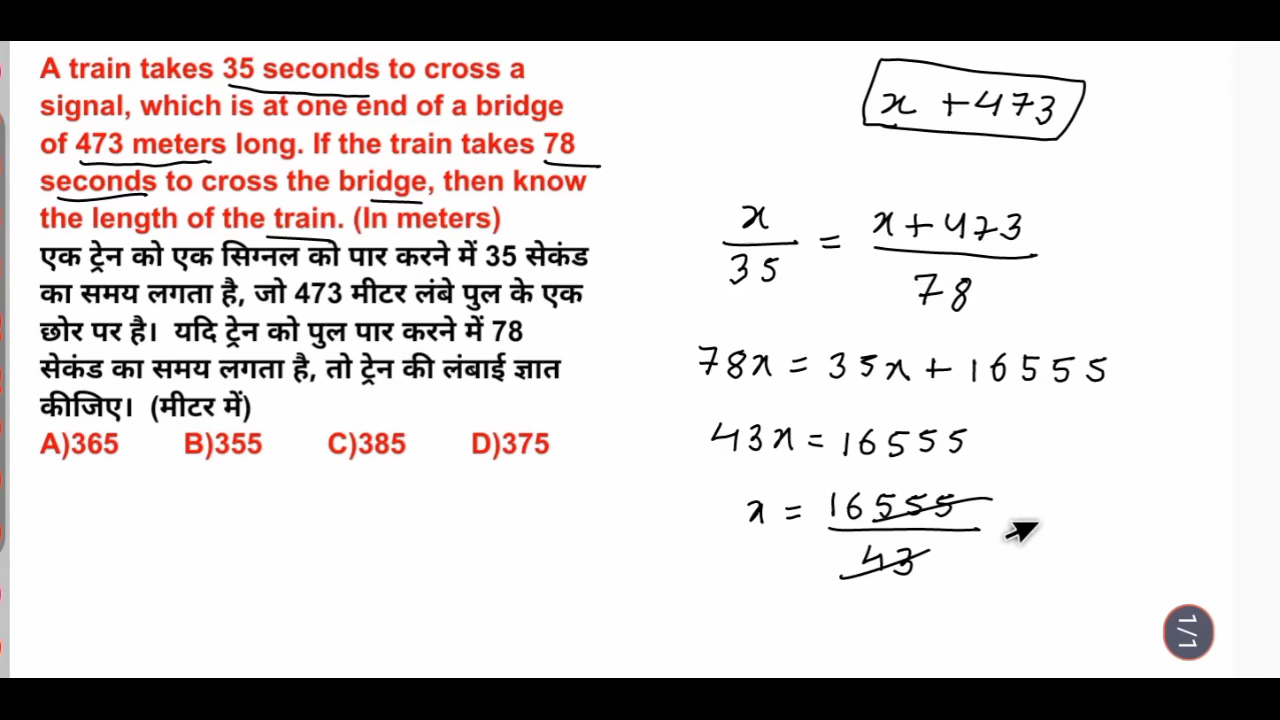 A train takes 35 seconds to cross a
signal, which is at one end of a bridge
of 473 meters long. If the train takes 78
seconds to cross the bridge, then know
the length of the train. (In meters)
एक ट्रेन को एक सिग्नल को पार करने में 35 सेकंड
का समय लगता है, जो 473 मीटर लंबे पुल के एक
छोर पर है। यदि ट्रेन को पुल पार करने में 78
सेकंड का समय लगता है, तो ट्रेन की लंबाई ज्ञात
कीजिए। (मीटर में)
A)365 B)355 C)385 D)375
x + 473
x
35
=
x + 473
78
78x = 35x + 16555
43x = 16555
x = 16555
43
1/1